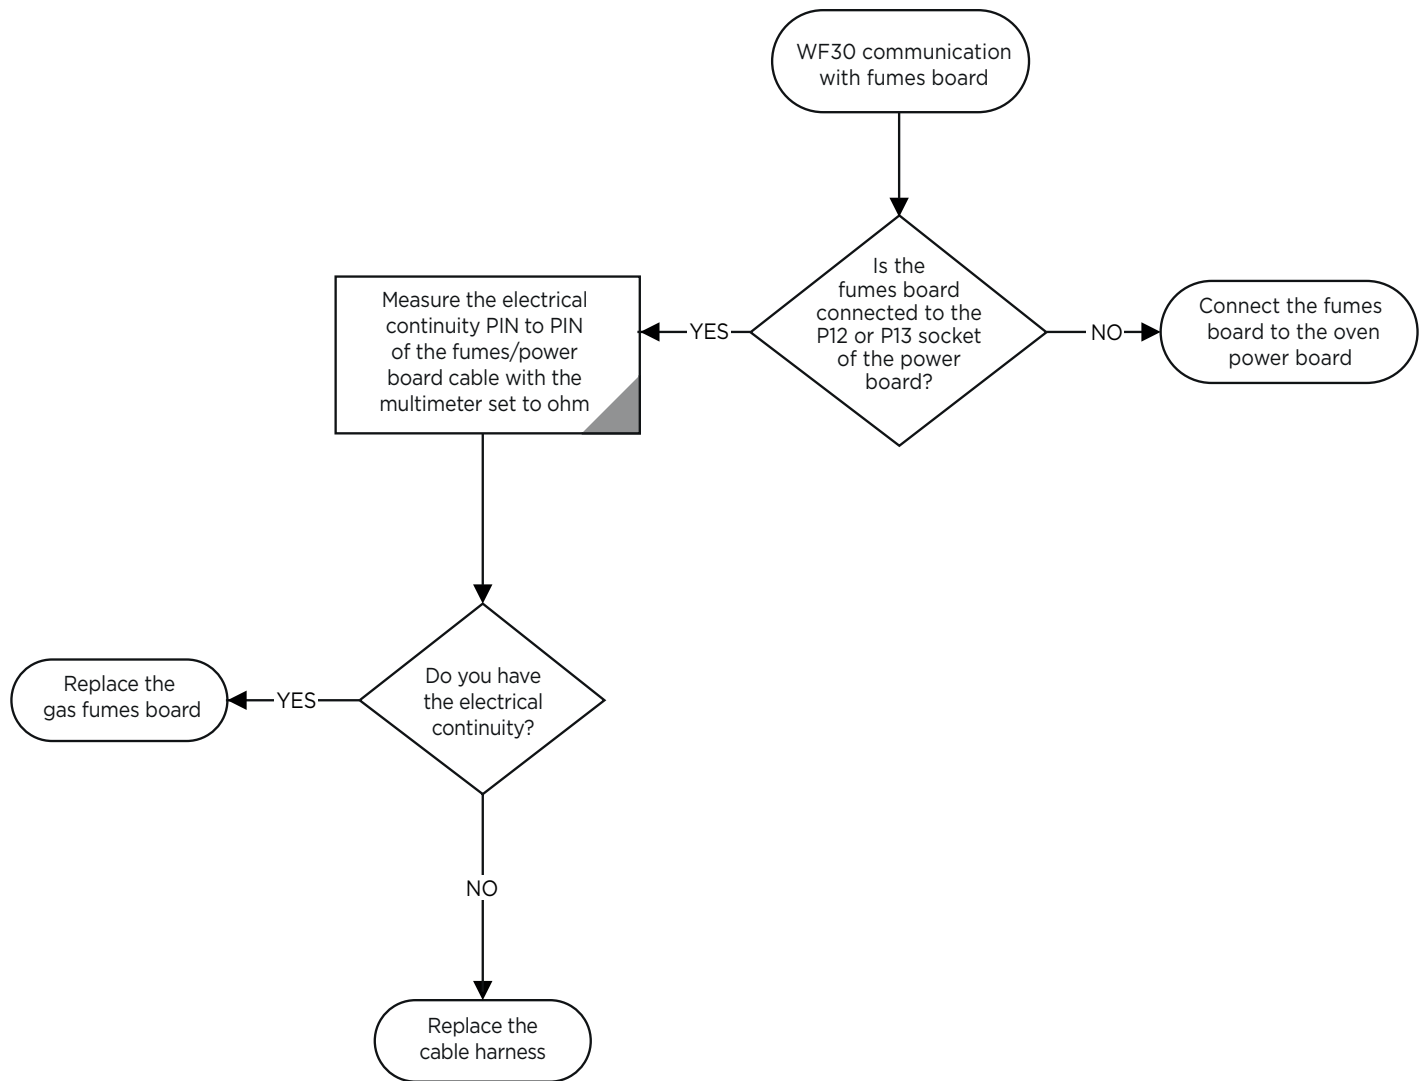 WF30 communication
with fumes board
Is the
fumes board
connected to the
P12 or P13 socket
of the power
board?
YES
NO
Measure the electrical
continuity PIN to PIN
of the fumes/power
board cable with the
multimeter set to ohm
Connect the fumes
board to the oven
power board
Do you have
the electrical
continuity?
YES
Replace the
gas fumes board
NO
Replace the
cable harness